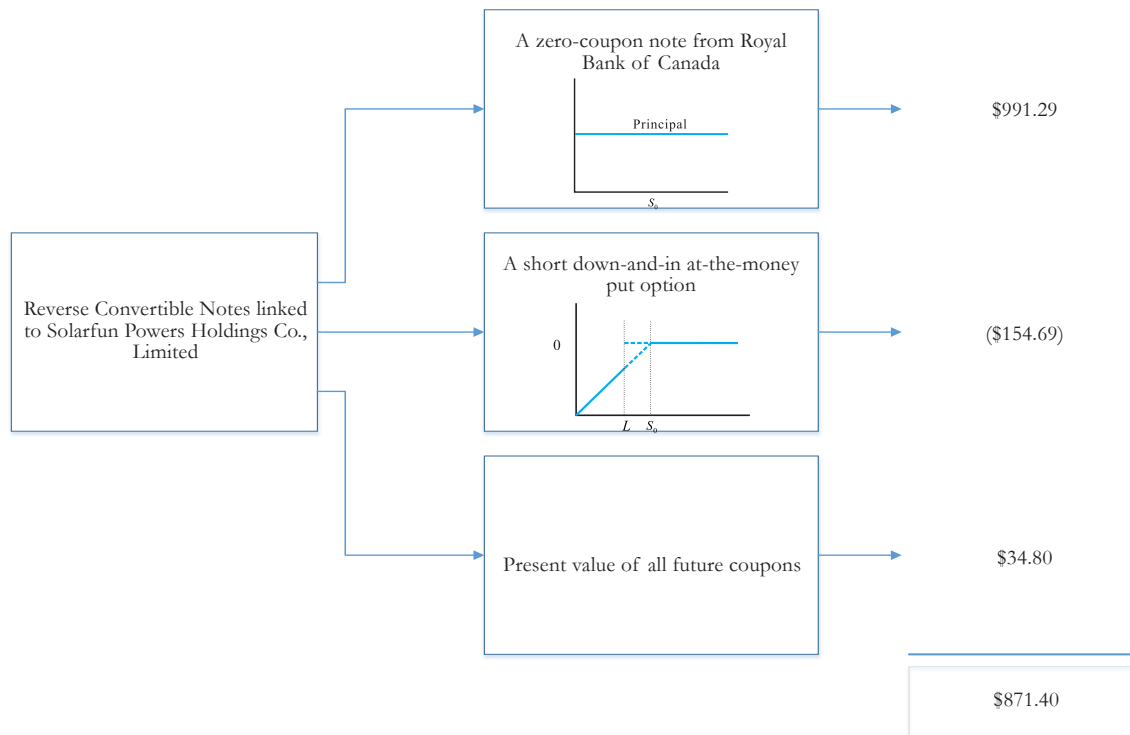 A zero-coupon note from Royal
Bank of Canada
Principal
S₀
$991.29
Reverse Convertible Notes linked
to Solarfun Powers Holdings Co.,
Limited
A short down-and-in at-the-money
put option
0
L S₀
($154.69)
Present value of all future coupons
$34.80
$871.40